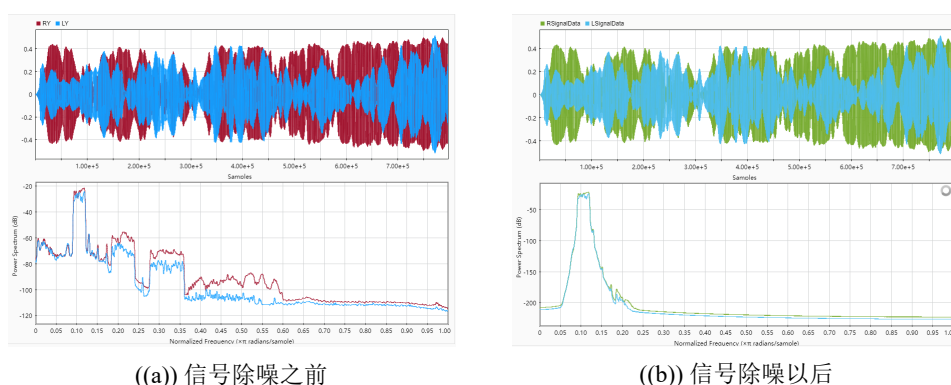 RY LY
0.4
0.2
0
-0.2
-0.4
1.00e+5 2.00e+5 3.00e+5 4.00e+5 5.00e+5 6.00e+5 7.00e+5
Samples
-20
-40
-60
-80
-100
-120
Power Spectrum (dB)
0 0.05 0.10 0.15 0.20 0.25 0.30 0.35 0.40 0.45 0.50 0.55 0.60 0.65 0.70 0.75 0.80 0.85 0.90 0.95 1.00
Normalized Frequency (×π radians/sample)
((a)) 信号除噪之前
RSignalData LSignalData
0.4
0.2
0
-0.2
-0.4
1.00e+5 2.00e+5 3.00e+5 4.00e+5 5.00e+5 6.00e+5 7.00e+5
Samples
-50
-100
-150
-200
Power Spectrum (dB)
0 0.05 0.10 0.15 0.20 0.25 0.30 0.35 0.40 0.45 0.50 0.55 0.60 0.65 0.70 0.75 0.80 0.85 0.90 0.95 1.00
Normalized Frequency (×π radians/sample)
((b)) 信号除噪以后